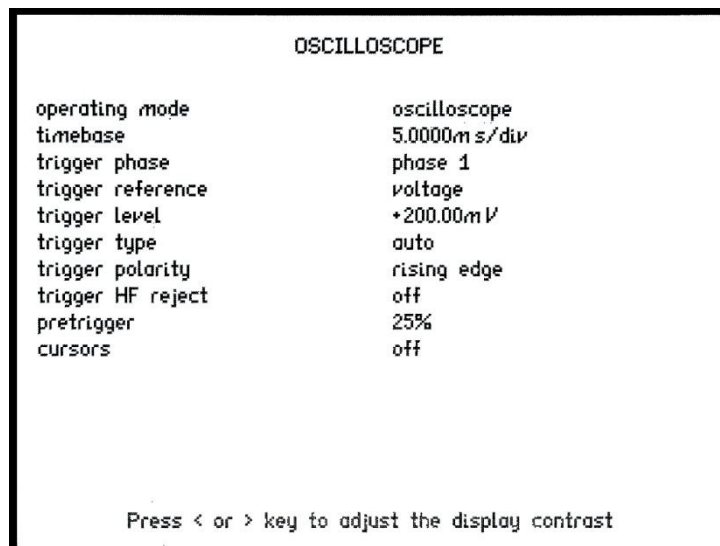 OSCILLOSCOPE
operating mode oscilloscope
timebase 5.0000m s/div
trigger phase phase 1
trigger reference voltage
trigger level +200.00mV
trigger type auto
trigger polarity rising edge
trigger HF reject off
pretrigger 25%
cursors off
Press < or > key to adjust the display contrast